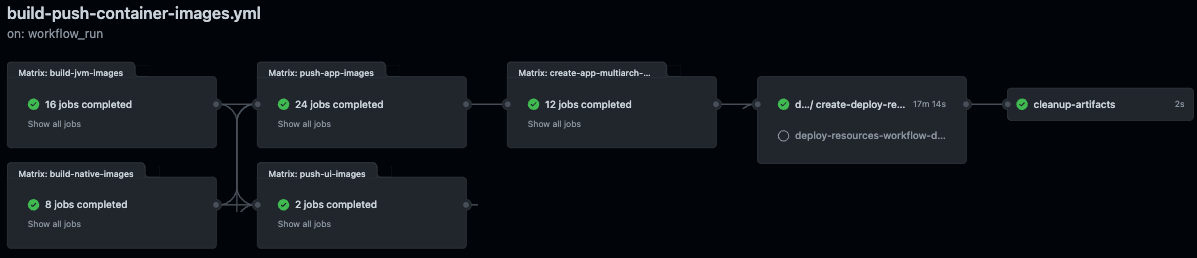 build-push-container-images.yml
on: workflow_run
Matrix: build-jvm-images
16 jobs completed
Show all jobs
Matrix: push-app-images
24 jobs completed
Show all jobs
Matrix: create-app-multiarch-...
12 jobs completed
Show all jobs
d.../ create-deploy-re... 17m 14s
deploy-resources-workflow-d...
cleanup-artifacts 2s
Matrix: build-native-images
8 jobs completed
Show all jobs
Matrix: push-ui-images
2 jobs completed
Show all jobs